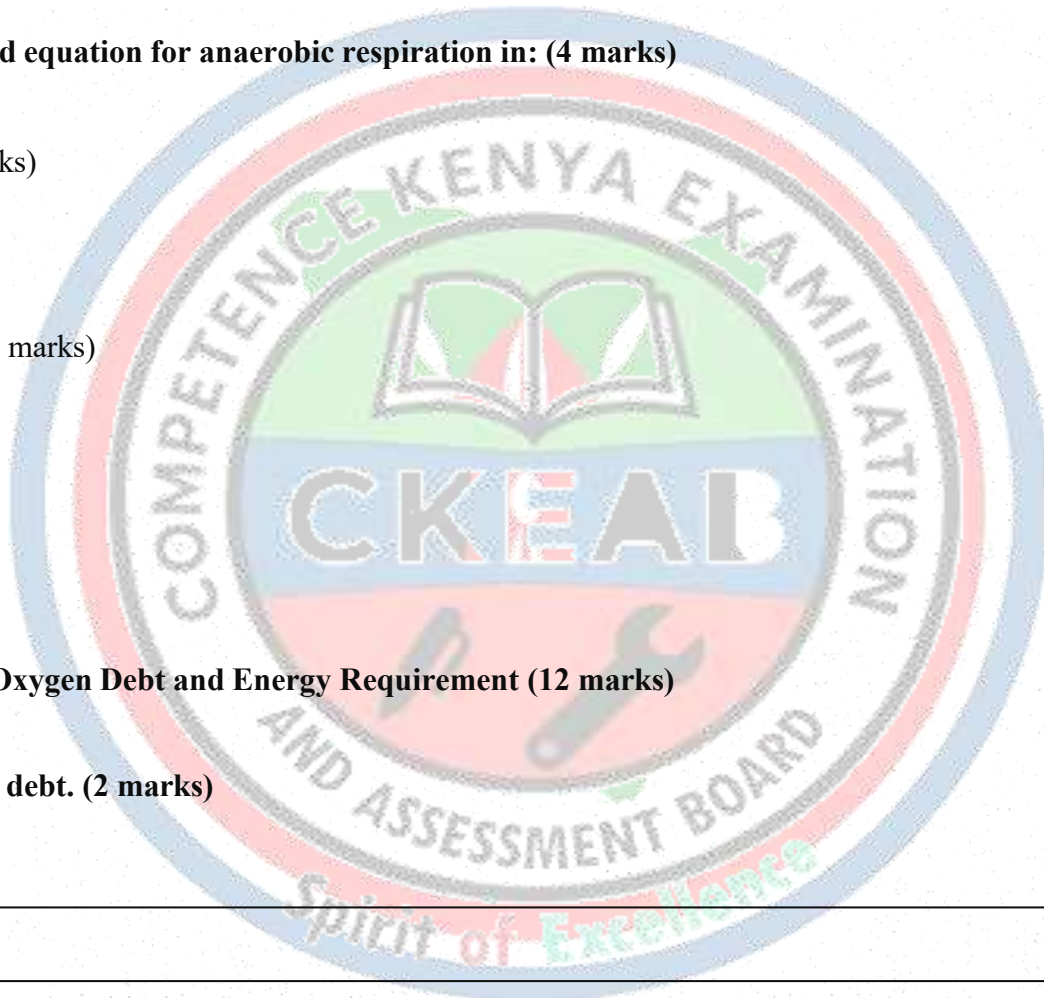 d equation for anaerobic respiration in: (4 marks)
ks)
marks)
Oxygen Debt and Energy Requirement (12 marks)
debt. (2 marks)
COMPETENCE KENYA EXAMINATION
AND ASSESSMENT BOARD
CKEAB
Spirit of Excellence